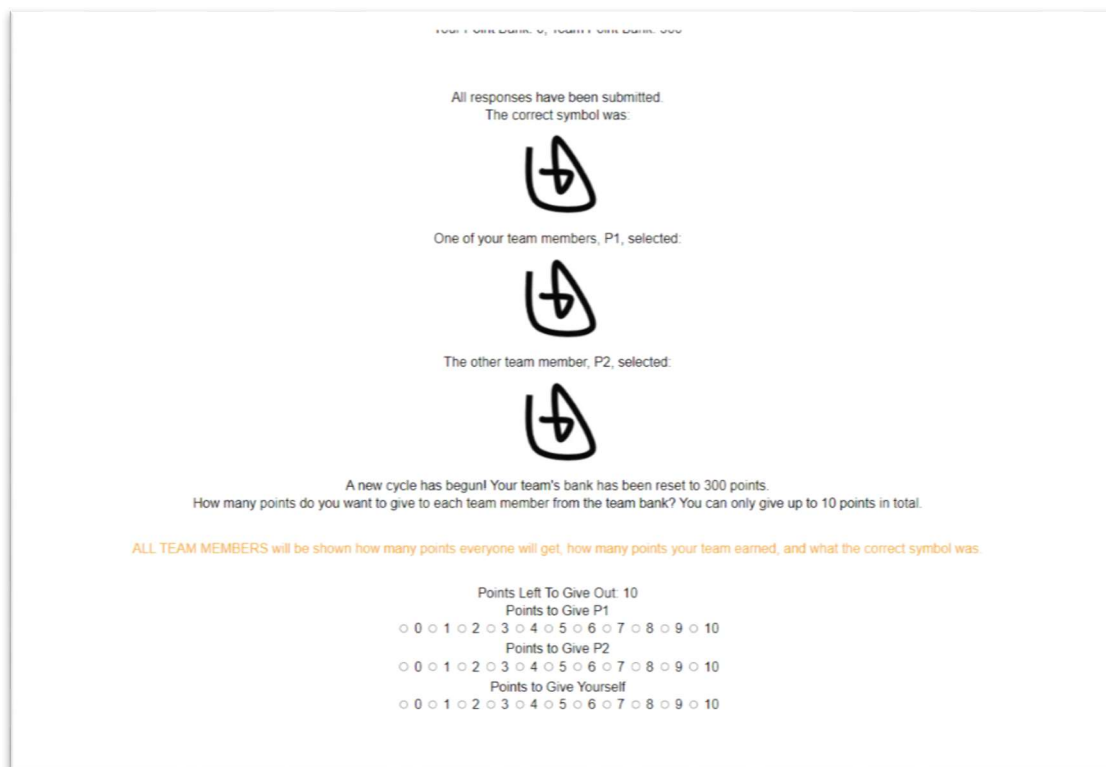 All responses have been submitted.
The correct symbol was:
One of your team members, P1, selected:
The other team member, P2, selected:
A new cycle has begun! Your team's bank has been reset to 300 points.
How many points do you want to give to each team member from the team bank? You can only give up to 10 points in total.
ALL TEAM MEMBERS will be shown how many points everyone will get, how many points your team earned, and what the correct symbol was.
Points Left To Give Out: 10
Points to Give P1
0 1 2 3 4 5 6 7 8 9 10
Points to Give P2
0 1 2 3 4 5 6 7 8 9 10
Points to Give Yourself
0 1 2 3 4 5 6 7 8 9 10